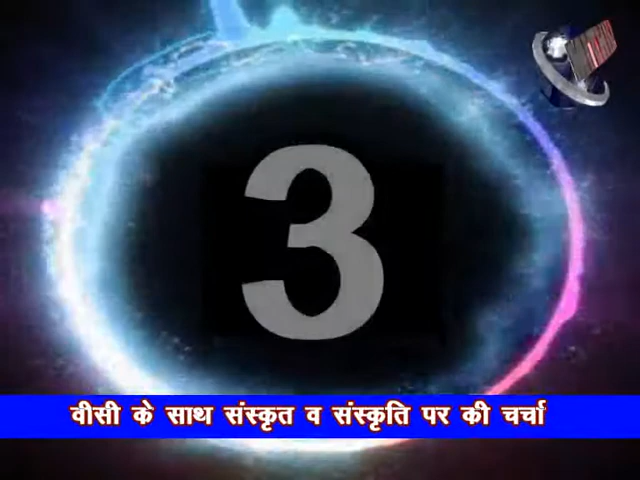 3
वीसी के साथ संस्कृत व संस्कृति पर की चर्चा